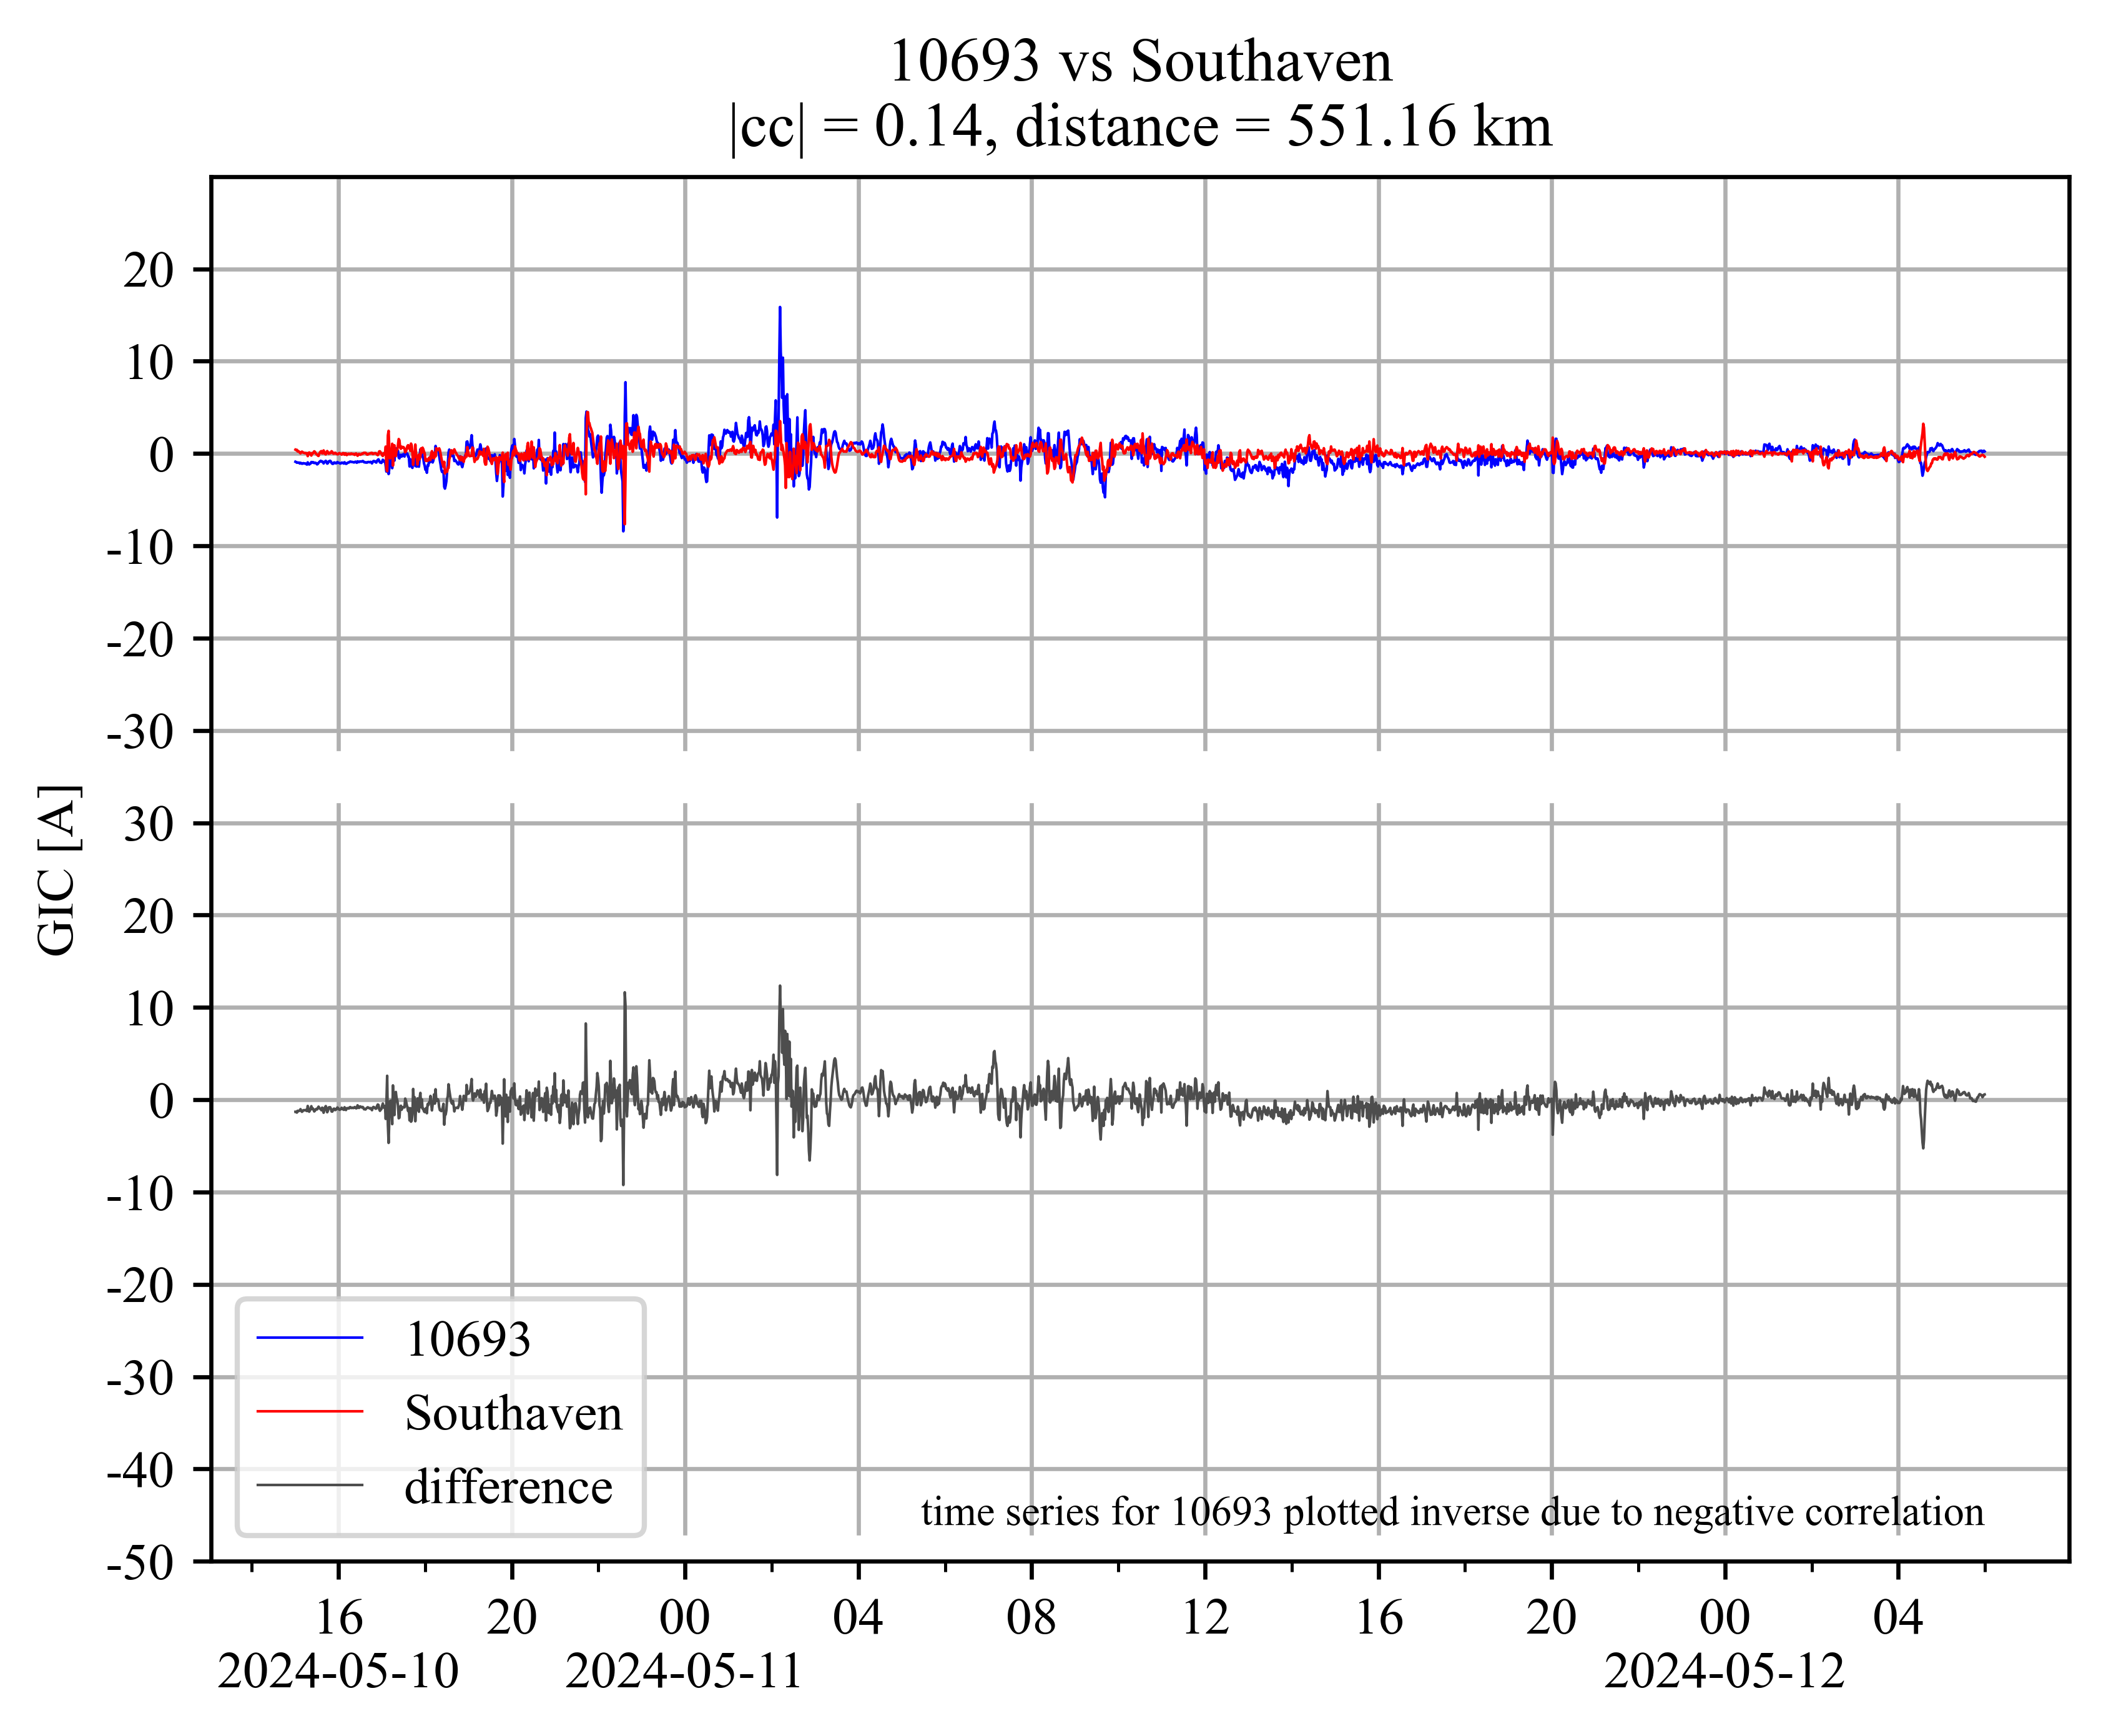 10693 vs Southaven
|cc| = 0.14, distance = 551.16 km
20
10
0
-10
-20
-30
30
20
10
0
-10
-20
-30
-40
-50
GIC [A]
10693
Southaven
difference
time series for 10693 plotted inverse due to negative correlation
16 20 00 04 08 12 16 20 00 04
2024-05-10 2024-05-11 2024-05-12